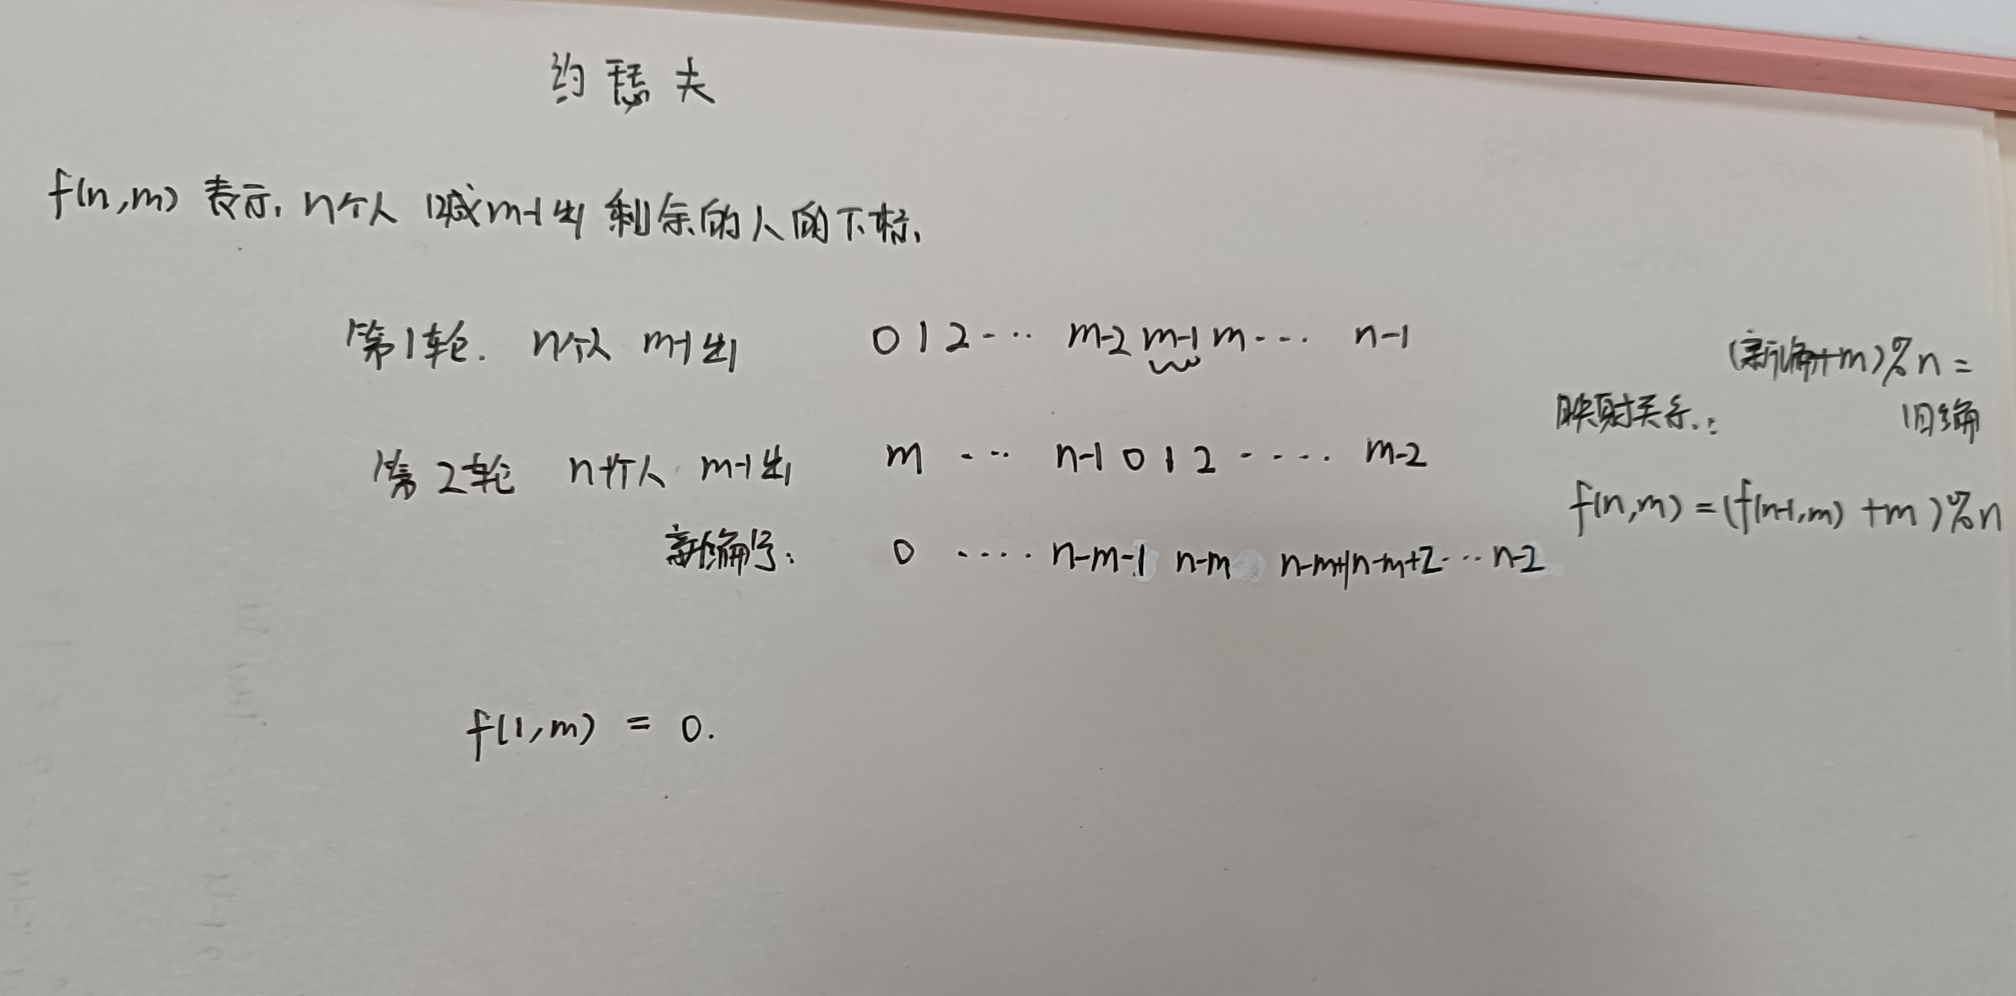 约瑟夫
f(n,m) 表示, n个人 喊m-1出 剩余的人的下标,
第1轮. n个人 m-1出 0 1 2 ··· m-2 m-1 m ··· n-1
(新编+m)%n =
映射关系: 旧编
第2轮 n-1个人 m-1出 m ··· n-1 0 1 2 ···· m-2
f(n,m) = (f(n-1,m) +m)%n
新编号: 0 ···· n-m-1 n-m n-m+1 n-m+2 ··· n-2
f(1,m) = 0.